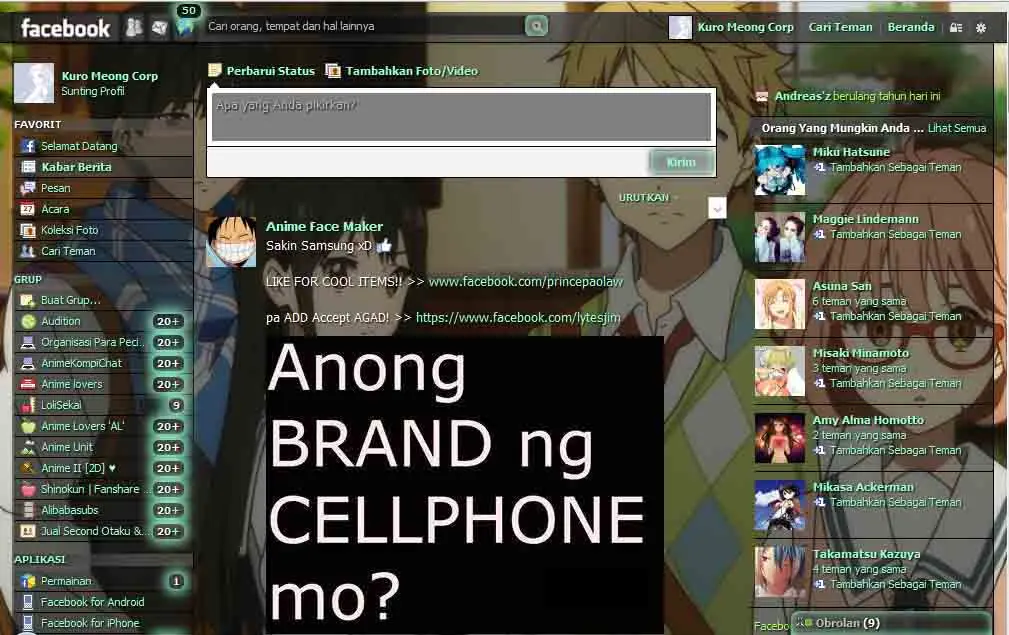 facebook
50
Cari orang, tempat dan hal lainnya
Kuro Meong Corp
Cari Teman
Beranda
Kuro Meong Corp
Sunting Profil
FAVORIT
Selamat Datang
Kabar Berita
Pesan
27 Acara
Koleksi Foto
Cari Teman
GRUP
Buat Grup...
Audition 20+
Organisasi Para Peci... 20+
AnimeKompiChat 20+
Anime lovers 20+
LoliSekai 9
Anime Lovers 'AL' 20+
Anime Unit 20+
Anime II [2D] ♥ 20+
Shinokun | Fanshare ... 20+
Alibabasubs 20+
Jual Second Otaku &... 20+
APLIKASI
Permainan 1
Facebook for Android
Facebook for iPhone
Perbarui Status Tambahkan Foto/Video
Apa yang Anda pikirkan?
Kirim
URUTKAN
Anime Face Maker
Sakin Samsung xD
LIKE FOR COOL ITEMS!! >> www.facebook.com/princepaolaw
pa ADD Accept AGAD! >> https://www.facebook.com/lytesjim
Anong
BRAND ng
CELLPHONE
mo?
Andreas'z berulang tahun hari ini
Orang Yang Mungkin Anda ... Lihat Semua
Miku Hatsune
+1 Tambahkan Sebagai Teman
Maggie Lindemann
+1 Tambahkan Sebagai Teman
Asuna San
6 teman yang sama
+1 Tambahkan Sebagai Teman
Misaki Minamoto
3 teman yang sama
+1 Tambahkan Sebagai Teman
Amy Alma Homotto
2 teman yang sama
+1 Tambahkan Sebagai Teman
Mikasa Ackerman
+1 Tambahkan Sebagai Teman
Takamatsu Kazuya
4 teman yang sama
+1 Tambahkan Sebagai Teman
Facebo
Obrolan (9)